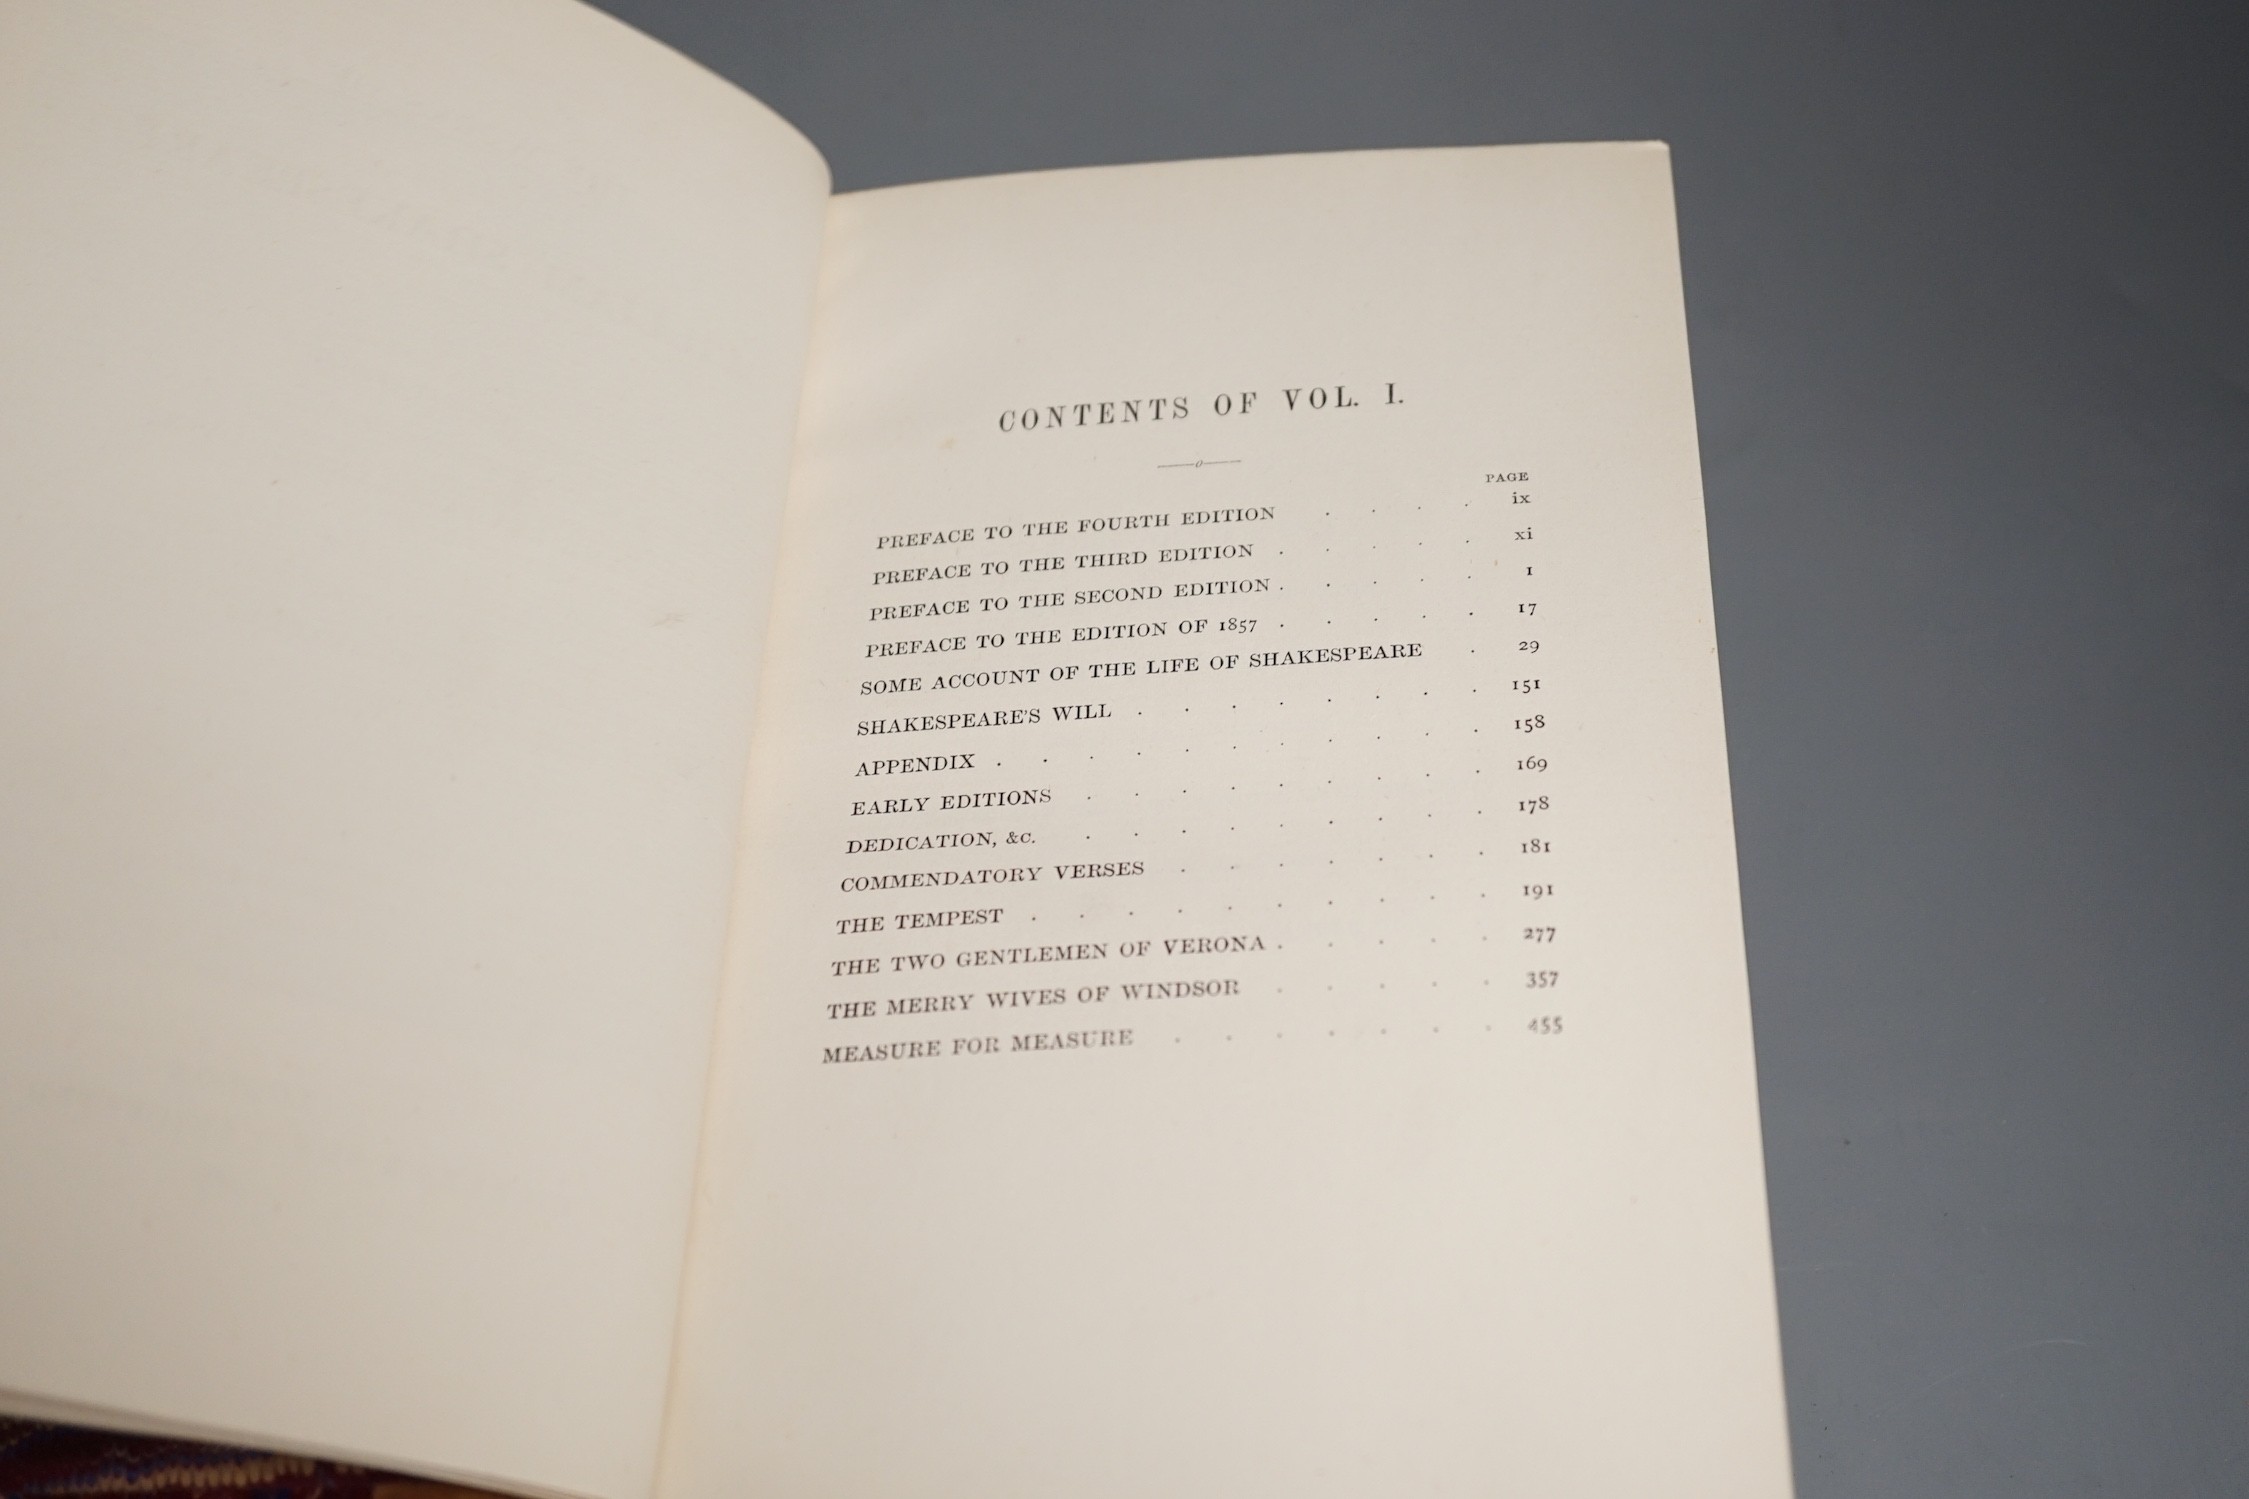 CONTENTS OF VOL. I.
PAGE
PREFACE TO THE FOURTH EDITION . . . . ix
PREFACE TO THE THIRD EDITION . . . . . xi
PREFACE TO THE SECOND EDITION . . . . . 1
PREFACE TO THE EDITION OF 1857 . . . . . 17
SOME ACCOUNT OF THE LIFE OF SHAKESPEARE . 29
SHAKESPEARE'S WILL . . . . . . . . 151
APPENDIX . . . . . . . . . . . 158
EARLY EDITIONS . . . . . . . . . 169
DEDICATION, &c. . . . . . . . . . 178
COMMENDATORY VERSES . . . . . . . 181
THE TEMPEST . . . . . . . . . . 191
THE TWO GENTLEMEN OF VERONA . . . . . 277
THE MERRY WIVES OF WINDSOR . . . . . 357
MEASURE FOR MEASURE . . . . . . . 455